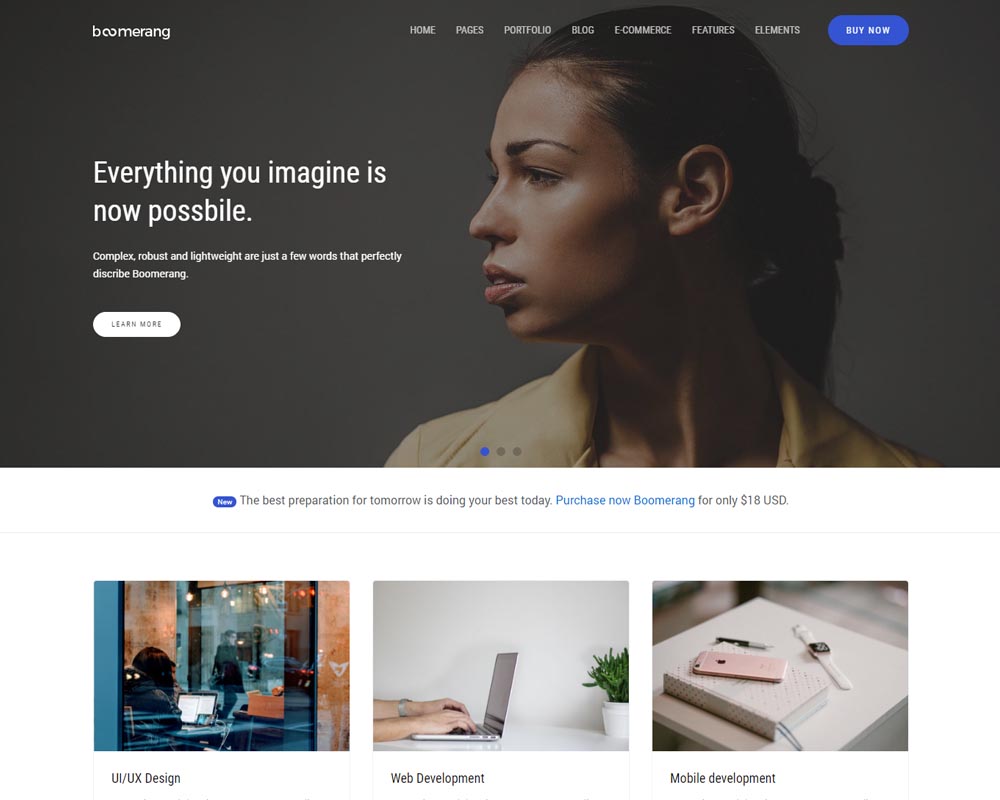 boomerang
HOME PAGES PORTFOLIO BLOG E-COMMERCE FEATURES ELEMENTS BUY NOW
Everything you imagine is
now possbile.
Complex, robust and lightweight are just a few words that perfectly
discribe Boomerang.
LEARN MORE
New The best preparation for tomorrow is doing your best today. Purchase now Boomerang for only $18 USD.
UI/UX Design
Web Development
Mobile development